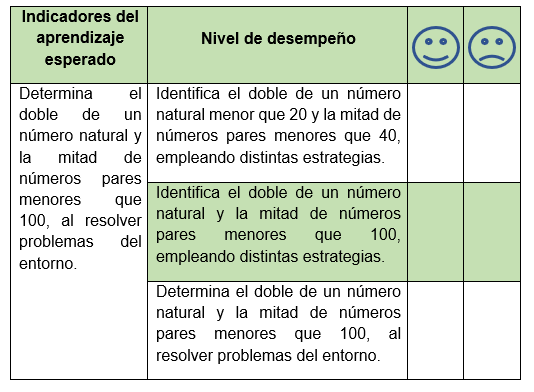 Indicadores del
aprendizaje
esperado
Nivel de desempeño
Determina el
doble de un
número natural y
la mitad de
números pares
menores que
100, al resolver
problemas del
entorno.
Identifica el doble de un número
natural menor que 20 y la mitad de
números pares menores que 40,
empleando distintas estrategias.
Identifica el doble de un número
natural y la mitad de números
pares menores que 100,
empleando distintas estrategias.
Determina el doble de un número
natural y la mitad de números
pares menores que 100, al
resolver problemas del entorno.